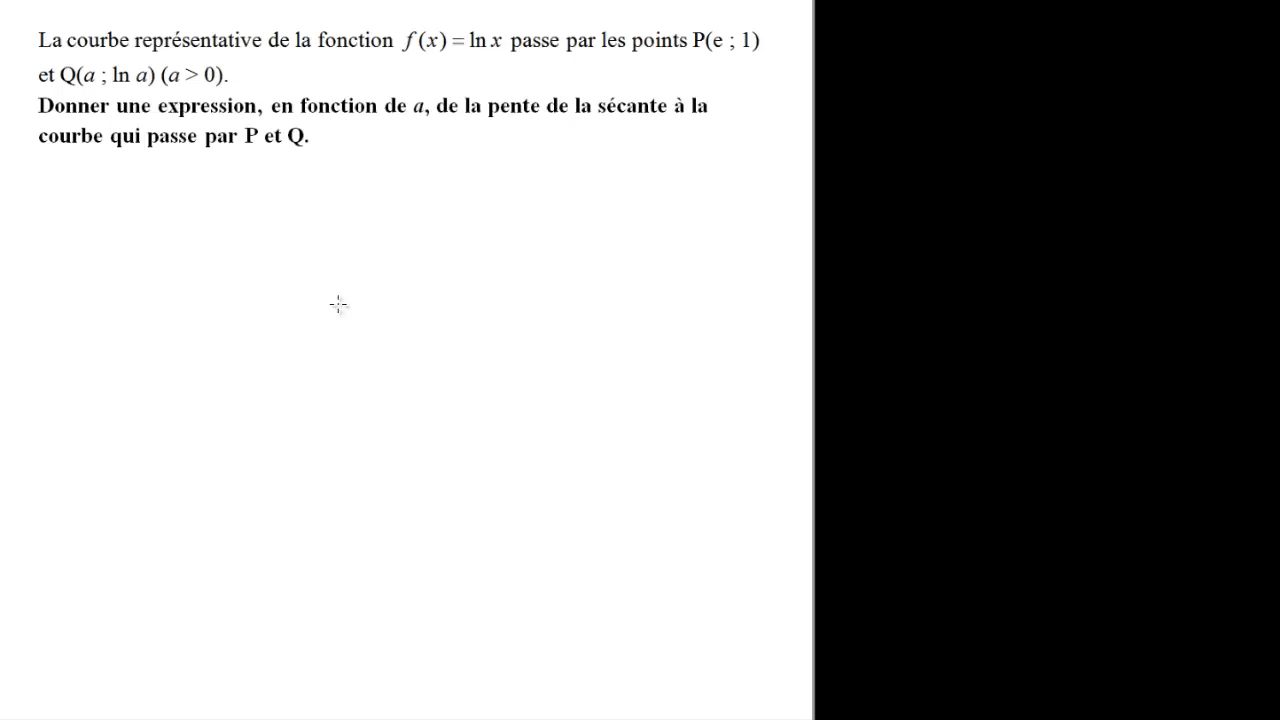 La courbe représentative de la fonction f(x) = ln x passe par les points P(e ; 1)
et Q(a ; ln a) (a > 0).
Donner une expression, en fonction de a, de la pente de la sécante à la
courbe qui passe par P et Q.